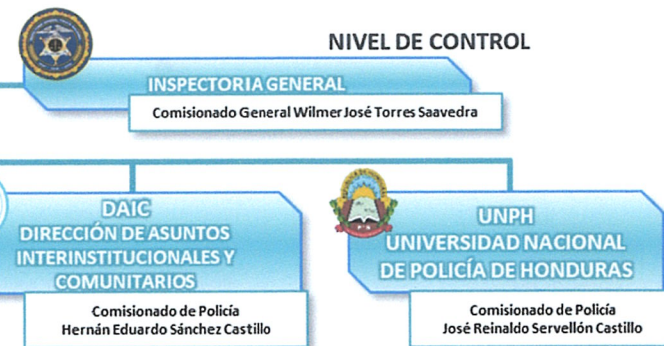 NIVEL DE CONTROL
INSPECTORIA GENERAL
Comisionado General Wilmer José Torres Saavedra
DAIC
DIRECCIÓN DE ASUNTOS
INTERINSTITUCIONALES Y
COMUNITARIOS
Comisionado de Policía
Hernán Eduardo Sánchez Castillo
UNPH
UNIVERSIDAD NACIONAL
DE POLICÍA DE HONDURAS
Comisionado de Policía
José Reinaldo Servellón Castillo